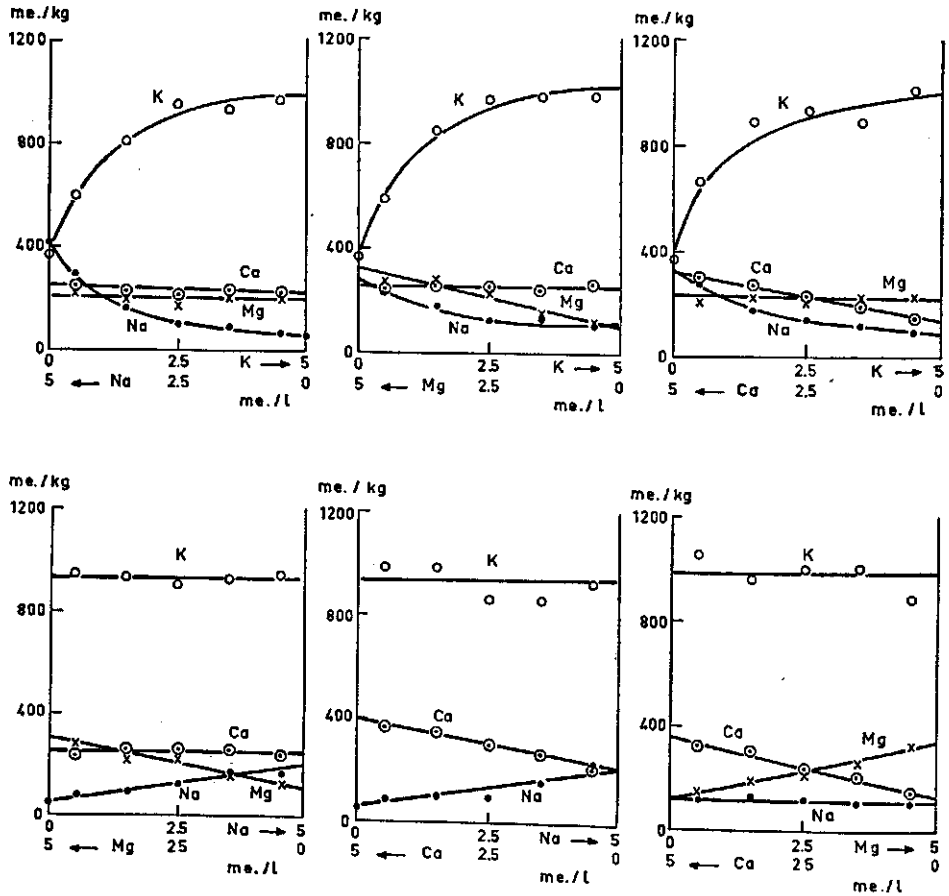 me./kg
1200
K
800
400
Ca
Mg
Na
0
0 2.5 K → 5
5 ← Na 2.5 0
me./l
me./kg
1200
K
800
400
Ca
Mg
Na
0
0 2.5 K → 5
5 ← Mg 2.5 0
me./l
me./kg
1200
K
800
400
Ca
Mg
Na
0
0 2.5 K → 5
5 ← Ca 2.5 0
me./l
me./kg
1200
K
800
400
Ca
Na
Mg
0
0 2.5 Na → 5
5 ← Mg 25 0
me./l
me./kg
1200
K
800
400
Ca
Na
0
0 2.5 Na → 5
5 ← Ca 2.5 0
me./l
me./kg
1200
K
800
400
Ca
Mg
Na
0
0 2.5 Mg → 5
5 ← Ca 25 0
me./l